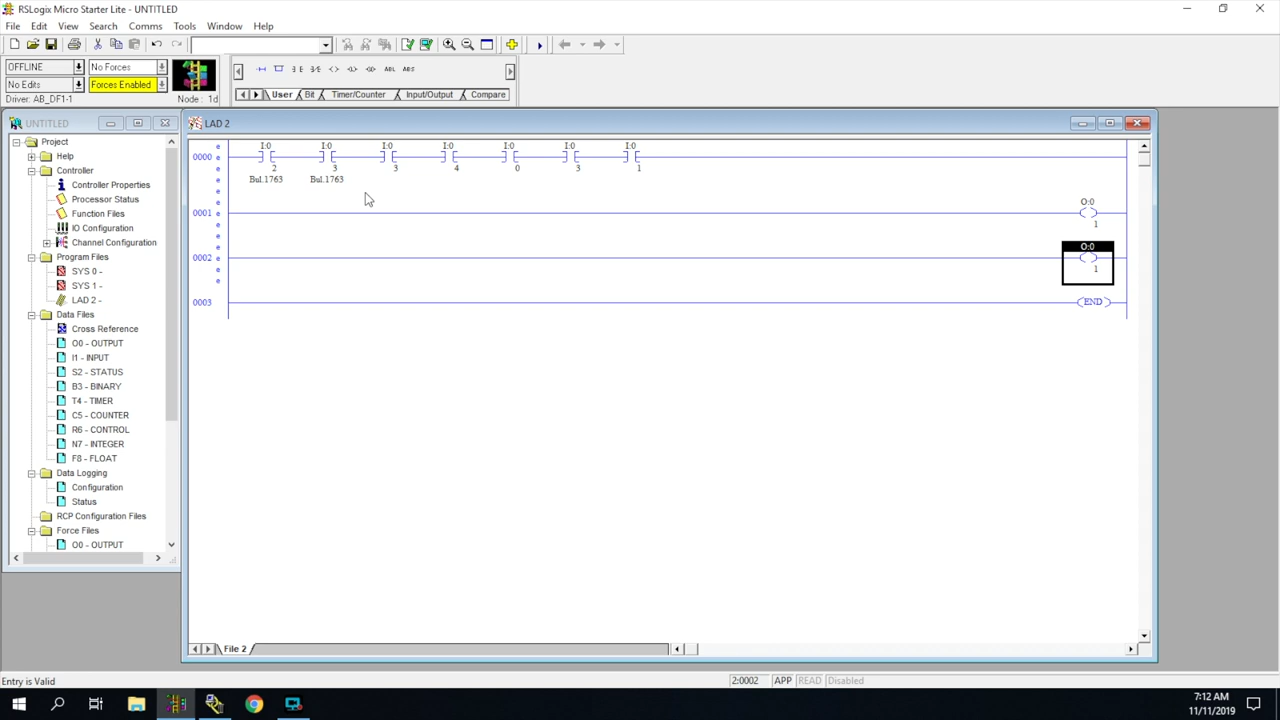 RSLogix Micro Starter Lite - UNTITLED
File Edit View Search Comms Tools Window Help
OFFLINE No Forces
No Edits Forces Enabled
Driver: AB_DF1-1 Node : 1d
ABL ABS
User Bit Timer/Counter Input/Output Compare
UNTITLED
Project
Help
Controller
Controller Properties
Processor Status
Function Files
IO Configuration
Channel Configuration
Program Files
SYS 0 -
SYS 1 -
LAD 2 -
Data Files
Cross Reference
O0 - OUTPUT
I1 - INPUT
S2 - STATUS
B3 - BINARY
T4 - TIMER
C5 - COUNTER
R6 - CONTROL
N7 - INTEGER
F8 - FLOAT
Data Logging
Configuration
Status
RCP Configuration Files
Force Files
O0 - OUTPUT
LAD 2
e I:0 I:0 I:0 I:0 I:0 I:0 I:0
0000 e
e 2 3 3 4 0 3 1
e Bul.1763 Bul.1763
e
e O:0
0001 e
e 1
e
e O:0
0002 e
e 1
e
0003 END
File 2
Entry is Valid
2:0002 APP READ Disabled
7:12 AM
11/11/2019